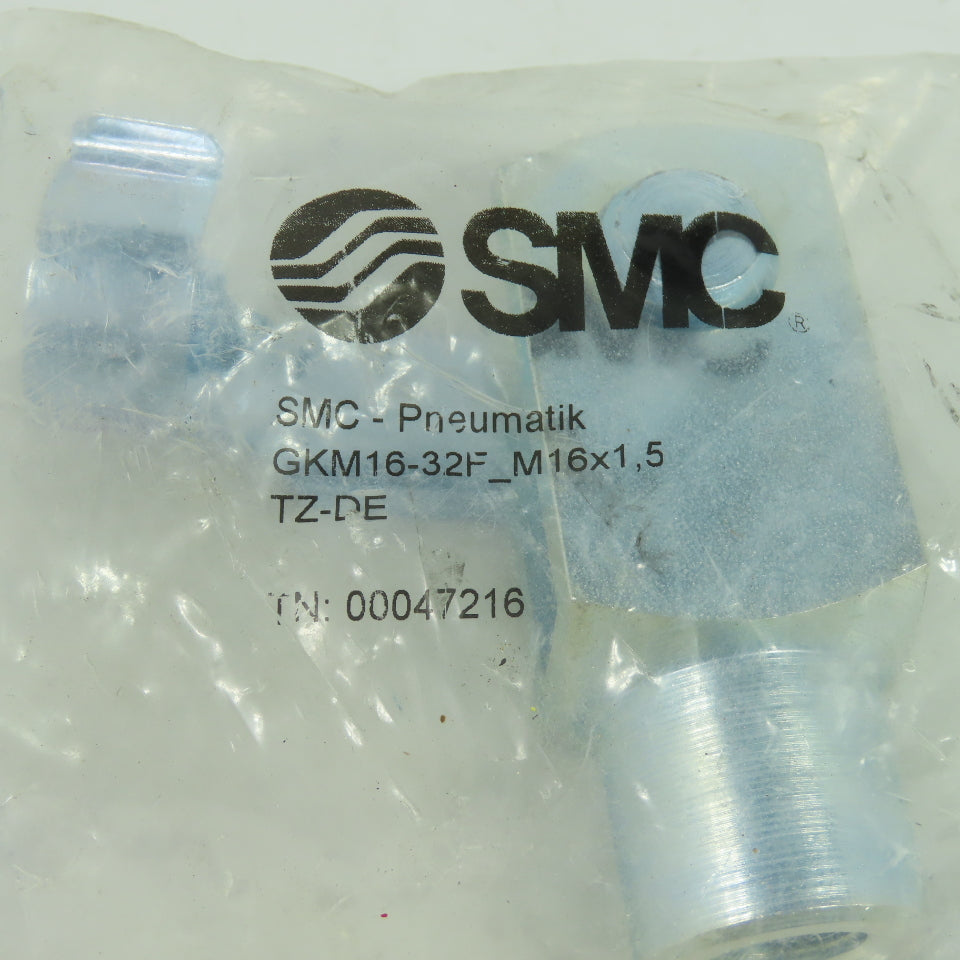 SMC ®
SMC - Pneumatik
GKM16-32F_M16x1,5
TZ-DE
TN: 00047216